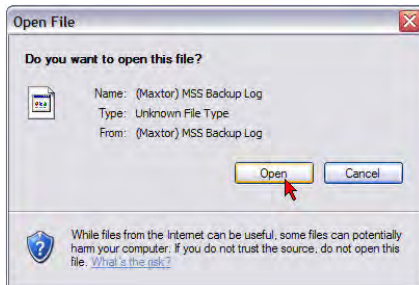 Open File
Do you want to open this file?
Name: (Maxtor) MSS Backup Log
Type: Unknown File Type
From: (Maxtor) MSS Backup Log
Open Cancel
While files from the Internet can be useful, some files can potentially
harm your computer. If you do not trust the source, do not open this
file. What's the risk?